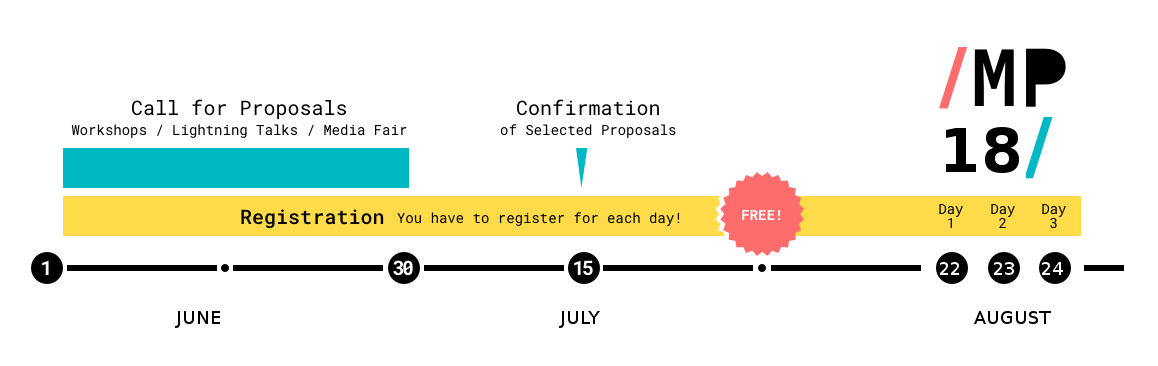 /MP
18/
Call for Proposals
Workshops / Lightning Talks / Media Fair
Confirmation
of Selected Proposals
Registration You have to register for each day!
FREE!
Day 1
Day 2
Day 3
1
30
15
22
23
24
JUNE
JULY
AUGUST